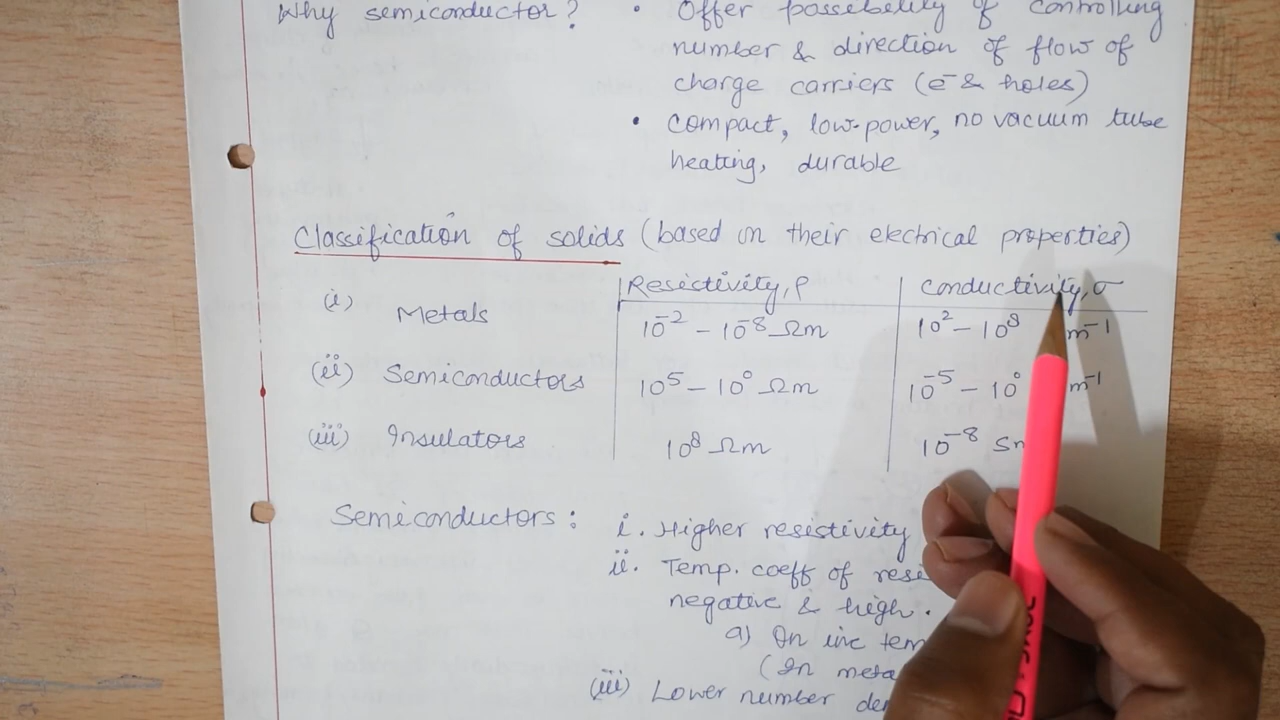 Why semiconductor? • Offer possebility of controlling
number & direction of flow of
charge carriers (e⁻ & holes)
• compact, low-power, no vacuum tube
heating, durable
Classification of solids (based on their electrical properties)
Resistivity, ρ Conductivity, σ
(i) Metals 10⁻² – 10⁻⁸ Ωm 10² – 10⁸ m⁻¹
(ii) Semiconductors 10⁵ – 10⁰ Ωm 10⁻⁵ – 10⁰ m⁻¹
(iii) Insulators 10⁸ Ωm 10⁻⁸
Semiconductors : i. Higher resistivity
ii. Temp. coeff of
negative & high.
a) On inc
(In
(iii) Lower number